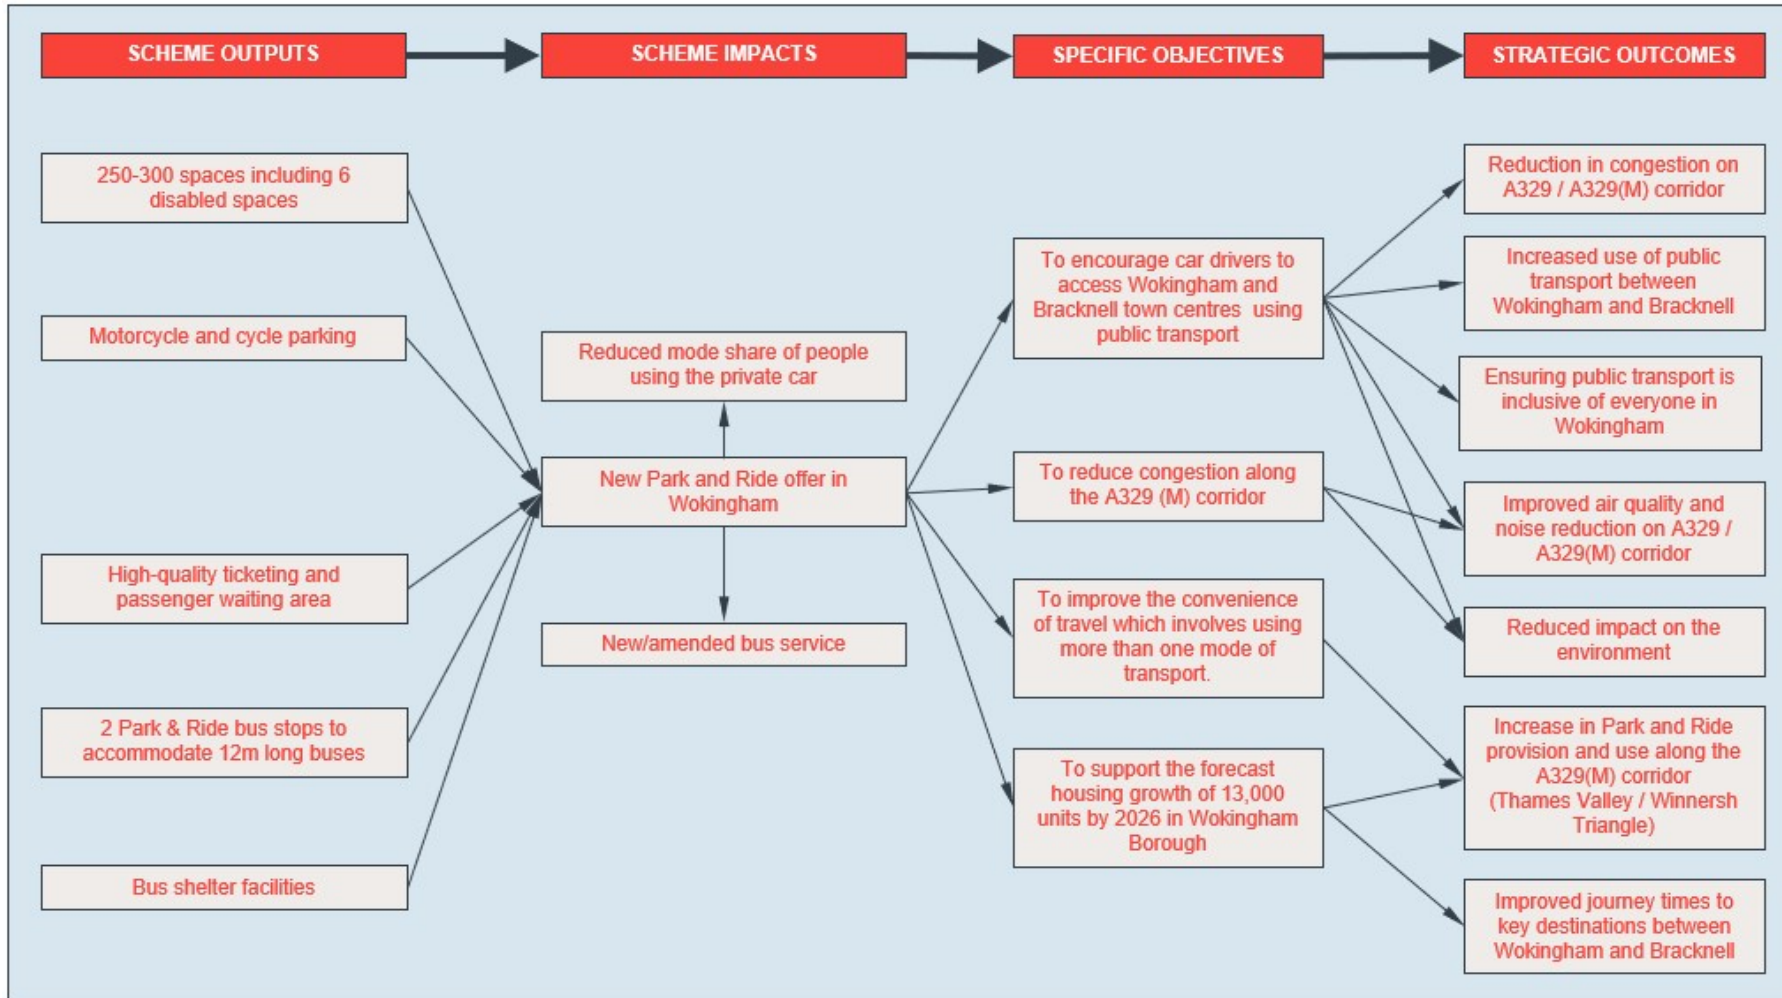 SCHEME OUTPUTS
SCHEME IMPACTS
SPECIFIC OBJECTIVES
STRATEGIC OUTCOMES
250-300 spaces including 6
disabled spaces
Motorcycle and cycle parking
High-quality ticketing and
passenger waiting area
2 Park & Ride bus stops to
accommodate 12m long buses
Bus shelter facilities
Reduced mode share of people
using the private car
New Park and Ride offer in
Wokingham
New/amended bus service
To encourage car drivers to
access Wokingham and
Bracknell town centres using
public transport
To reduce congestion along
the A329 (M) corridor
To improve the convenience
of travel which involves using
more than one mode of
transport.
To support the forecast
housing growth of 13,000
units by 2026 in Wokingham
Borough
Reduction in congestion on
A329 / A329(M) corridor
Increased use of public
transport between
Wokingham and Bracknell
Ensuring public transport is
inclusive of everyone in
Wokingham
Improved air quality and
noise reduction on A329 /
A329(M) corridor
Reduced impact on the
environment
Increase in Park and Ride
provision and use along the
A329(M) corridor
(Thames Valley / Winnersh
Triangle)
Improved journey times to
key destinations between
Wokingham and Bracknell